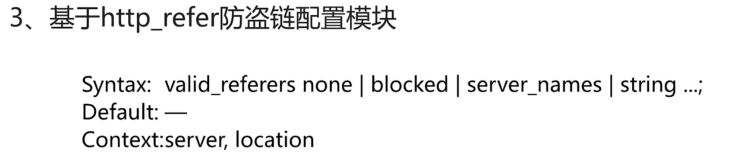 3、基于http_refer防盗链配置模块
Syntax: valid_referers none | blocked | server_names | string ...;
Default: —
Context:server, location